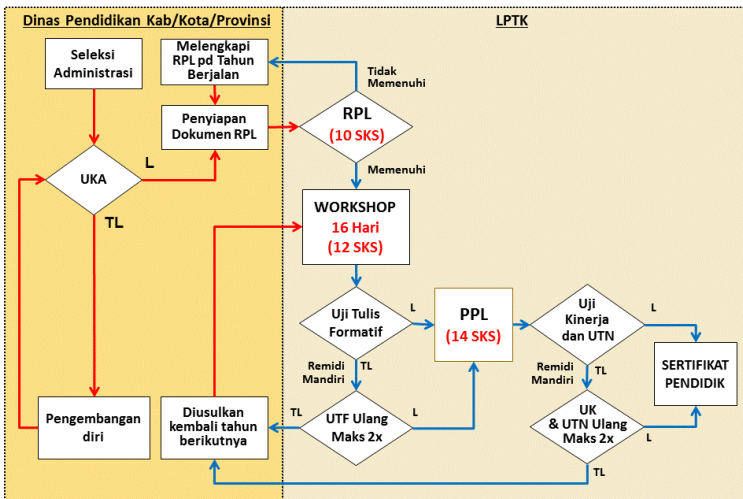 Dinas Pendidikan Kab/Kota/Provinsi
LPTK
Seleksi
Administrasi
Melengkapi
RPL pd Tahun
Berjalan
Tidak
Memenuhi
Penyiapan
Dokumen RPL
RPL
(10 SKS)
L
UKA
TL
Memenuhi
WORKSHOP
16 Hari
(12 SKS)
Uji Tulis
Formatif
L
PPL
(14 SKS)
Uji
Kinerja
dan UTN
L
SERTIFIKAT
PENDIDIK
Remidi
Mandiri
TL
Remidi
Mandiri
TL
Pengembangan
diri
Diusulkan
kembali tahun
berikutnya
TL
UTF Ulang
Maks 2x
L
UK
& UTN Ulang
Maks 2x
L
TL